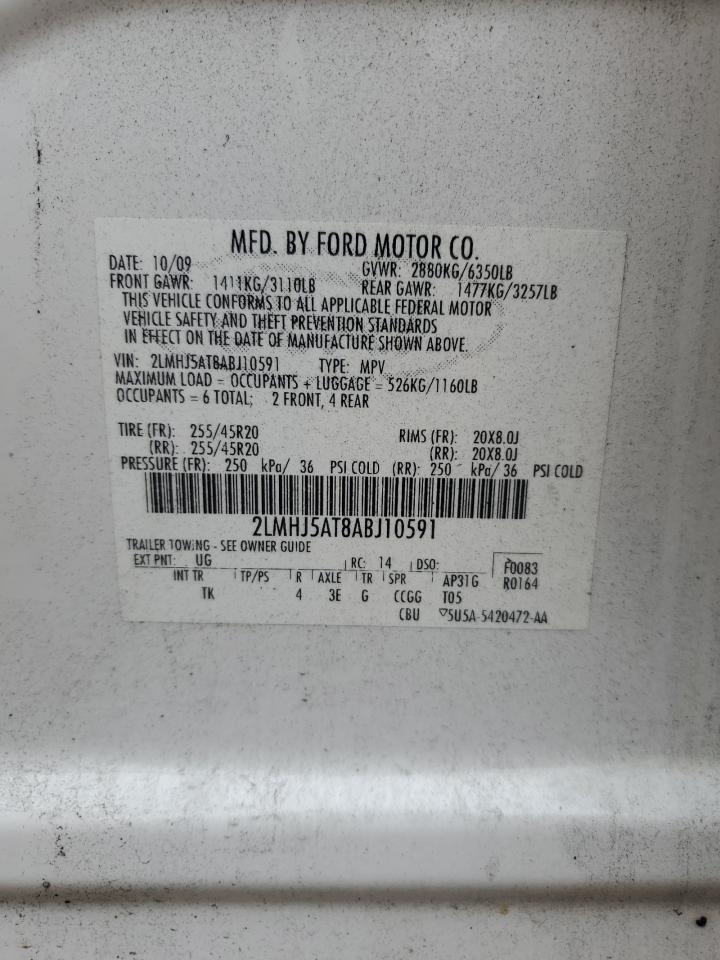 MFD. BY FORD MOTOR CO.
DATE: 10/09 GVWR: 2880KG/6350LB
FRONT GAWR: 1411KG/3110LB REAR GAWR: 1477KG/3257LB
THIS VEHICLE CONFORMS TO ALL APPLICABLE FEDERAL MOTOR
VEHICLE SAFETY AND THEFT PREVENTION STANDARDS
IN EFFECT ON THE DATE OF MANUFACTURE SHOWN ABOVE.
VIN: 2LMHJ5AT8ABJ10591 TYPE: MPV
MAXIMUM LOAD = OCCUPANTS + LUGGAGE = 526KG/1160LB
OCCUPANTS = 6 TOTAL; 2 FRONT, 4 REAR
TIRE (FR): 255/45R20 RIMS (FR): 20X8.0J
(RR): 255/45R20 (RR): 20X8.0J
PRESSURE (FR): 250 kPa/ 36 PSI COLD (RR): 250 kPa/ 36 PSI COLD
2LMHJ5AT8ABJ10591
TRAILER TOWING - SEE OWNER GUIDE
EXT PNT: UG RC: 14 DSO: F0083
INT TR TP/PS R AXLE TR SPR AP31G R0164
TK 4 3E G CCGG T05
CBU ▽5U5A-5420472-AA